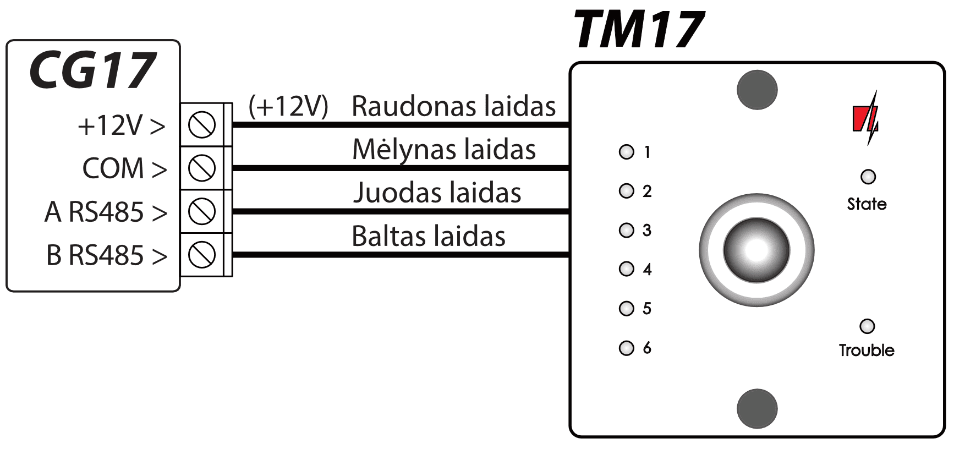 TM17
CG17
+12V >
(+12V) Raudonas laidas
COM >
Mėlynas laidas
A RS485 >
Juodas laidas
B RS485 >
Baltas laidas
1
2
3
4
5
6
State
Trouble